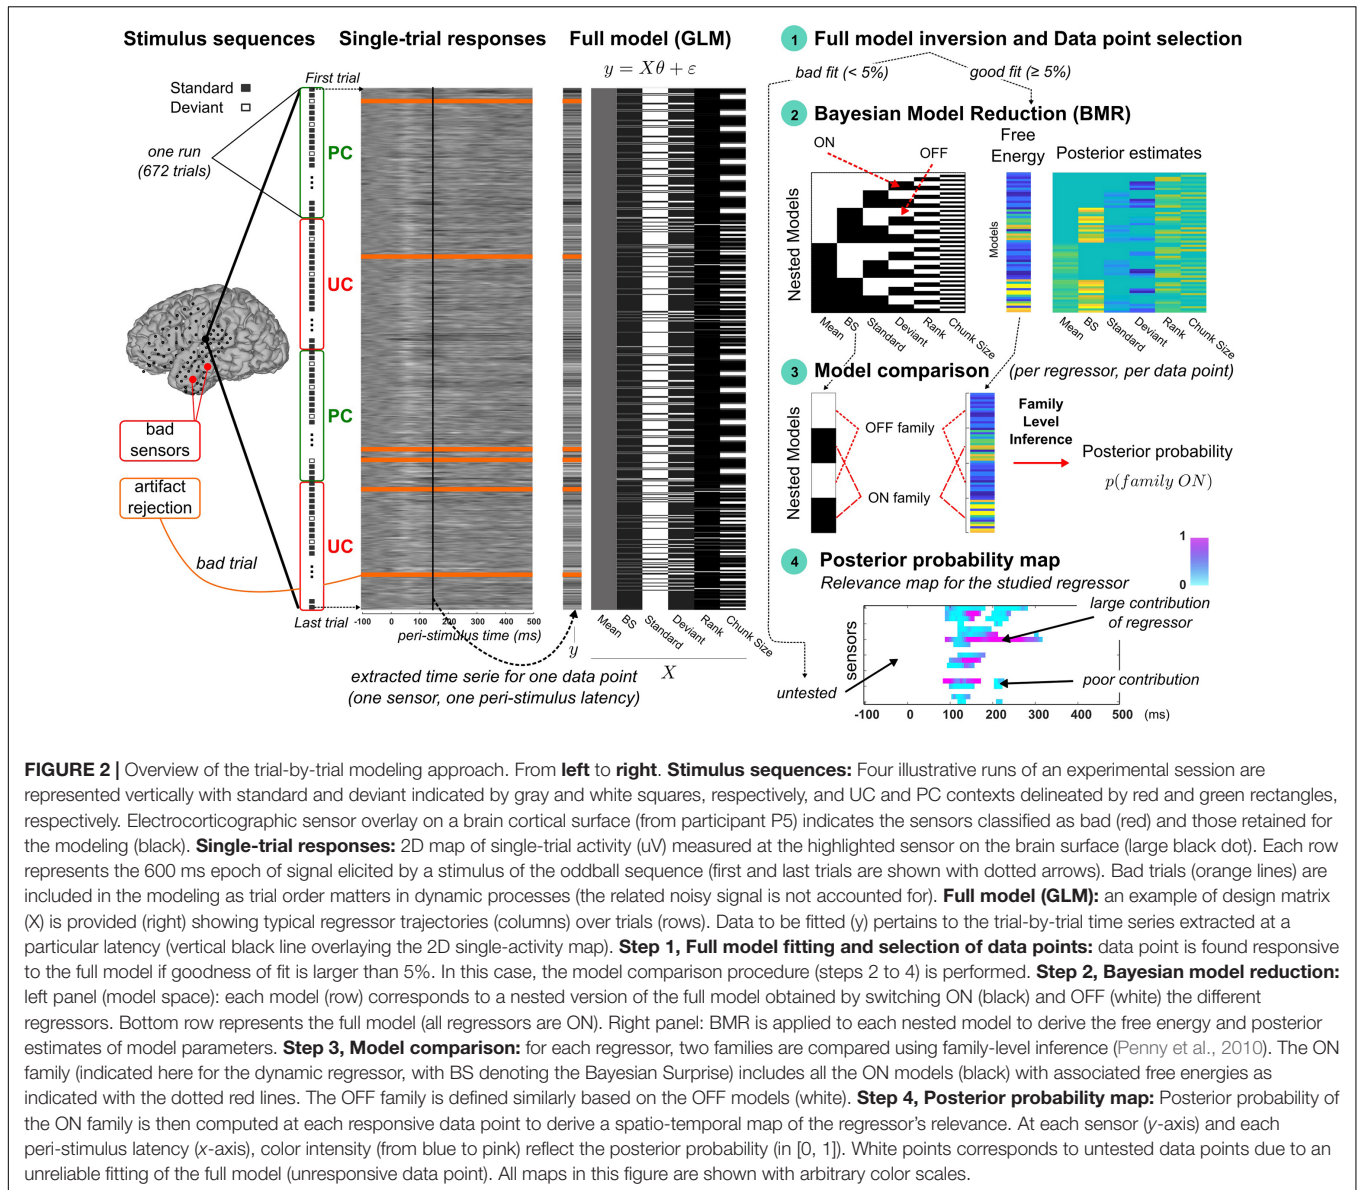 Stimulus sequences
Standard
Deviant
First trial
one run
(672 trials)
PC
UC
PC
UC
bad
sensors
artifact
rejection
bad trial
Last trial
Single-trial responses
-100 0 100 200 300 400 500
peri-stimulus time (ms)
extracted time serie for one data point
(one sensor, one peri-stimulus latency)
Full model (GLM)
y = Xθ + ε
y
Mean BS Standard Deviant Rank Chunk Size
X
1 Full model inversion and Data point selection
bad fit (< 5%) good fit (≥ 5%)
2 Bayesian Model Reduction (BMR)
ON
OFF
Free
Energy
Posterior estimates
Nested Models
Models
Mean BS Standard Deviant Rank Chunk Size
Mean BS Standard Deviant Rank Chunk Size
3 Model comparison (per regressor, per data point)
Nested Models
OFF family
ON family
Family
Level
Inference
Posterior probability
p(family ON)
4 Posterior probability map
Relevance map for the studied regressor
1
0
large contribution
of regressor
poor contribution
untested
sensors
-100 0 100 200 300 400 500 (ms)
FIGURE 2 | Overview of the trial-by-trial modeling approach. From left to right. Stimulus sequences: Four illustrative runs of an experimental session are
represented vertically with standard and deviant indicated by gray and white squares, respectively, and UC and PC contexts delineated by red and green rectangles,
respectively. Electrocorticographic sensor overlay on a brain cortical surface (from participant P5) indicates the sensors classified as bad (red) and those retained for
the modeling (black). Single-trial responses: 2D map of single-trial activity (uV) measured at the highlighted sensor on the brain surface (large black dot). Each row
represents the 600 ms epoch of signal elicited by a stimulus of the oddball sequence (first and last trials are shown with dotted arrows). Bad trials (orange lines) are
included in the modeling as trial order matters in dynamic processes (the related noisy signal is not accounted for). Full model (GLM): an example of design matrix
(X) is provided (right) showing typical regressor trajectories (columns) over trials (rows). Data to be fitted (y) pertains to the trial-by-trial time series extracted at a
particular latency (vertical black line overlaying the 2D single-activity map). Step 1, Full model fitting and selection of data points: data point is found responsive
to the full model if goodness of fit is larger than 5%. In this case, the model comparison procedure (steps 2 to 4) is performed. Step 2, Bayesian model reduction:
left panel (model space): each model (row) corresponds to a nested version of the full model obtained by switching ON (black) and OFF (white) the different
regressors. Bottom row represents the full model (all regressors are ON). Right panel: BMR is applied to each nested model to derive the free energy and posterior
estimates of model parameters. Step 3, Model comparison: for each regressor, two families are compared using family-level inference (Penny et al., 2010). The ON
family (indicated here for the dynamic regressor, with BS denoting the Bayesian Surprise) includes all the ON models (black) with associated free energies as
indicated with the dotted red lines. The OFF family is defined similarly based on the OFF models (white). Step 4, Posterior probability map: Posterior probability of
the ON family is then computed at each responsive data point to derive a spatio-temporal map of the regressor's relevance. At each sensor (y-axis) and each
peri-stimulus latency (x-axis), color intensity (from blue to pink) reflect the posterior probability (in [0, 1]). White points corresponds to untested data points due to an
unreliable fitting of the full model (unresponsive data point). All maps in this figure are shown with arbitrary color scales.